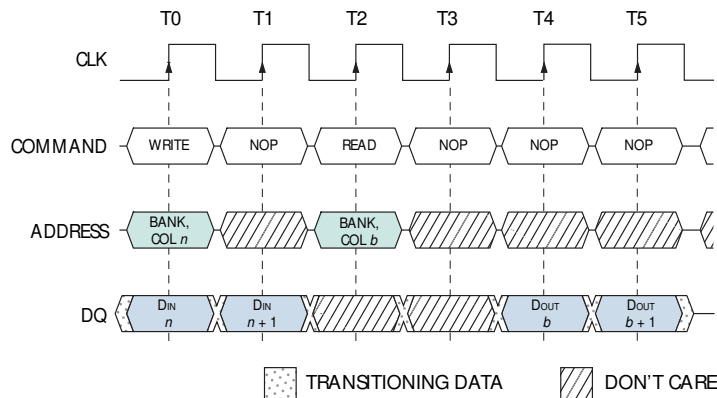 T0 T1 T2 T3 T4 T5
CLK
COMMAND WRITE NOP READ NOP NOP NOP
ADDRESS BANK, COL n BANK, COL b
DQ DIN n DIN n + 1 DOUT b DOUT b + 1
TRANSITIONING DATA DON'T CARE